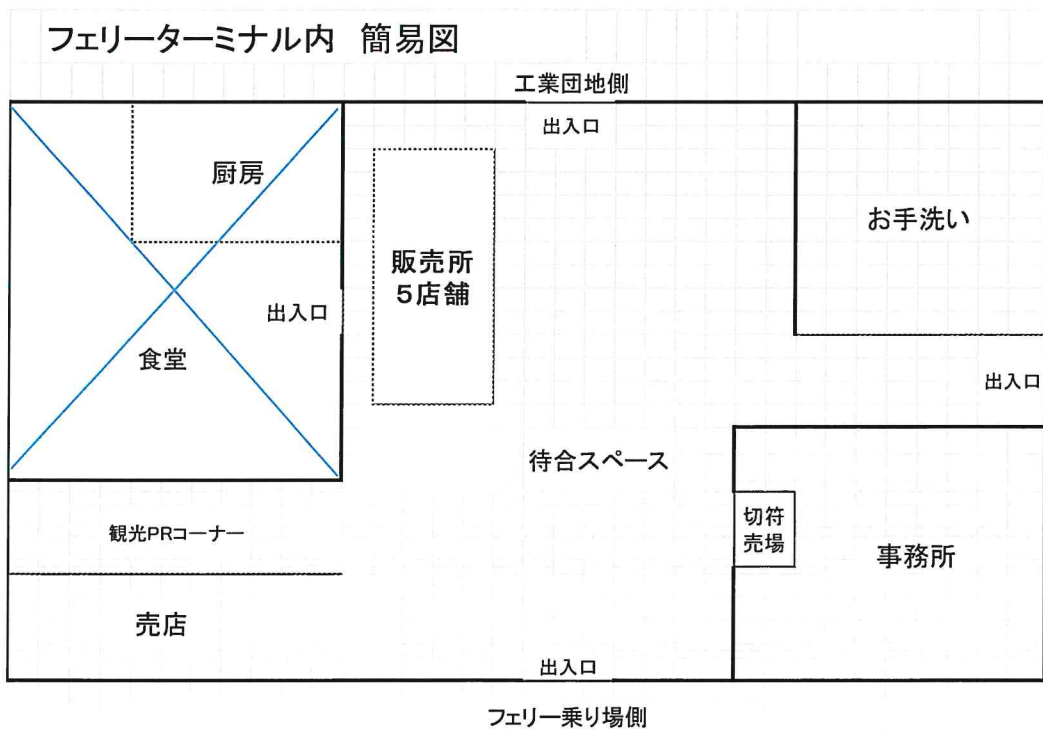 フェリーターミナル内 簡易図
工業団地側
出入口
厨房
お手洗い
販売所
5店舗
出入口
食堂
出入口
待合スペース
切符
売場
観光PRコーナー
事務所
売店
出入口
フェリー乗り場側